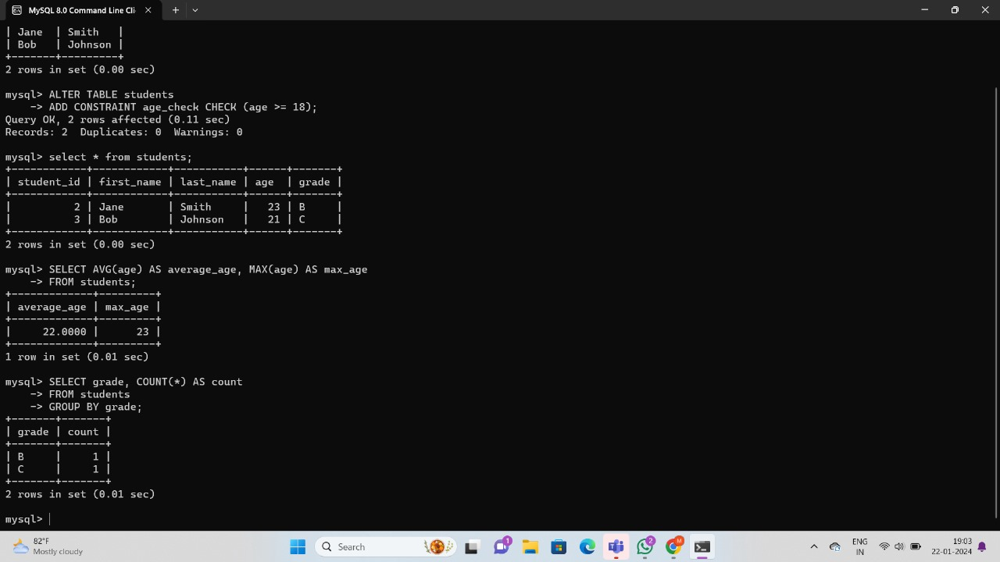 MySQL 8.0 Command Line Cli
| Jane  | Smith   |
| Bob   | Johnson |
+-------+---------+
2 rows in set (0.00 sec)
mysql> ALTER TABLE students
    -> ADD CONSTRAINT age_check CHECK (age >= 18);
Query OK, 2 rows affected (0.11 sec)
Records: 2  Duplicates: 0  Warnings: 0
mysql> select * from students;
+------------+------------+-----------+------+-------+
| student_id | first_name | last_name | age  | grade |
+------------+------------+-----------+------+-------+
|          2 | Jane       | Smith     |   23 | B     |
|          3 | Bob        | Johnson   |   21 | C     |
+------------+------------+-----------+------+-------+
2 rows in set (0.00 sec)
mysql> SELECT AVG(age) AS average_age, MAX(age) AS max_age
    -> FROM students;
+-------------+---------+
| average_age | max_age |
+-------------+---------+
|     22.0000 |      23 |
+-------------+---------+
1 row in set (0.01 sec)
mysql> SELECT grade, COUNT(*) AS count
    -> FROM students
    -> GROUP BY grade;
+-------+-------+
| grade | count |
+-------+-------+
| B     |     1 |
| C     |     1 |
+-------+-------+
2 rows in set (0.01 sec)
mysql>
82°F
Mostly cloudy
Search
1
2
M
ENG
IN
19:03
22-01-2024